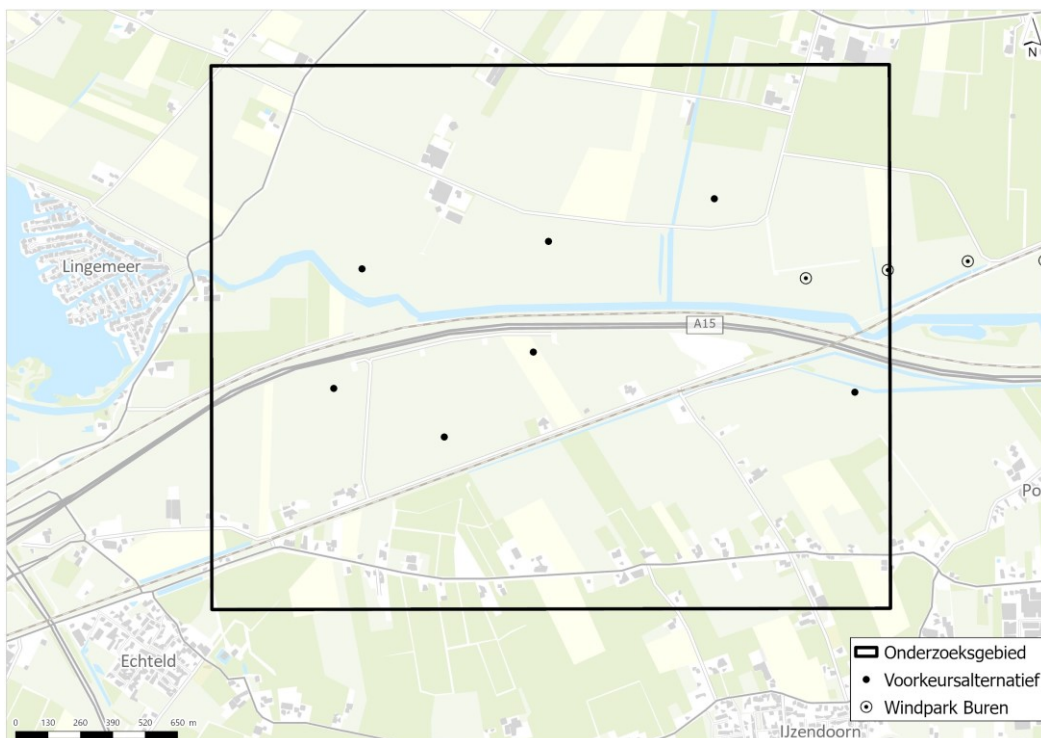 N
Lingemeer
A15
Po
Echteld
IJzendoorn
0 130 260 390 520 650 m
Onderzoeksgebied
Voorkeursalternatief
Windpark Buren